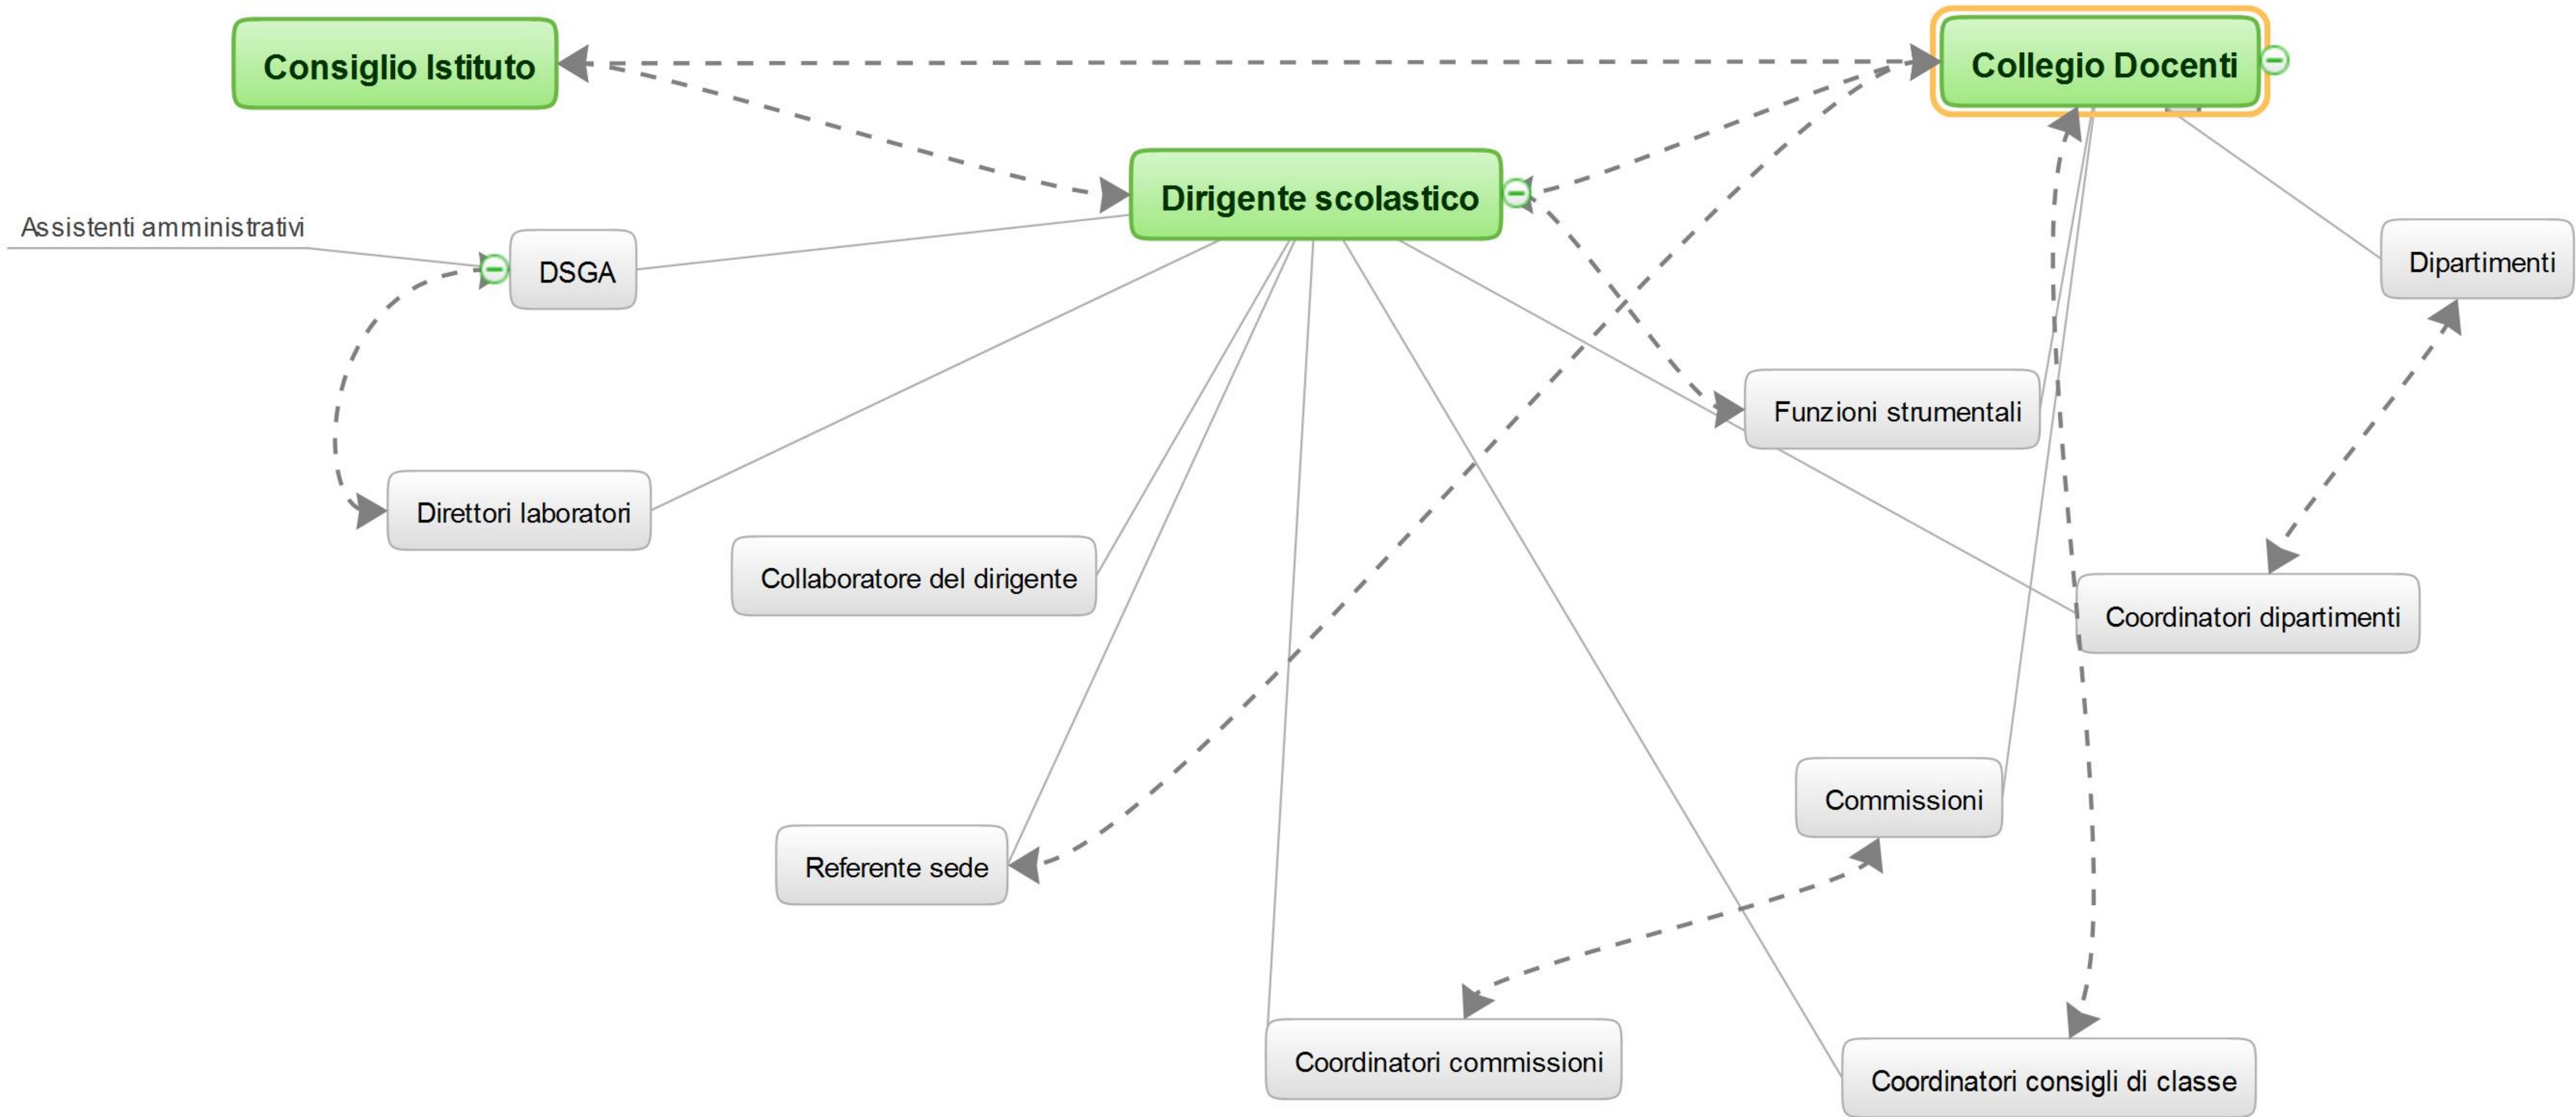 Consiglio Istituto
Collegio Docenti
Dirigente scolastico
Assistenti amministrativi
DSGA
Dipartimenti
Funzioni strumentali
Direttori laboratori
Collaboratore del dirigente
Coordinatori dipartimenti
Commissioni
Referente sede
Coordinatori commissioni
Coordinatori consigli di classe